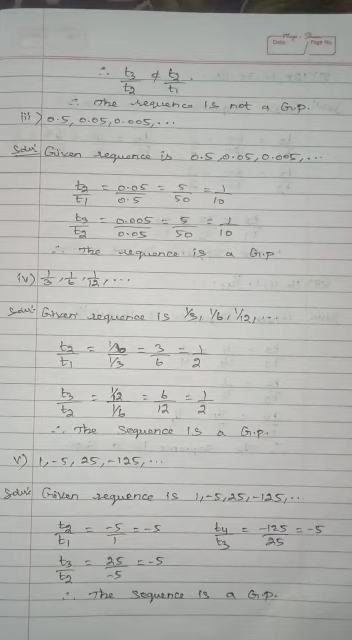 Date: Page No.
∴ t₃/t₂ ≠ t₂/t₁.
∴ The sequence is not a G.P.
iii) 0.5, 0.05, 0.005, ...
Soln: Given sequence is 0.5, 0.05, 0.005, ...
t₂/t₁ = 0.05/0.5 = 5/50 = 1/10
t₃/t₂ = 0.005/0.05 = 5/50 = 1/10
∴ The sequence is a G.P
iv) 1/3, 1/6, 1/12, ...
Soln: Given sequence is 1/3, 1/6, 1/12, ...
t₂/t₁ = 1/6 / 1/3 = 3/6 = 1/2
t₃/t₂ = 1/12 / 1/6 = 6/12 = 1/2
∴ The Sequence is a G.P.
v) 1, -5, 25, -125, ...
Soln: Given sequence is 1, -5, 25, -125, ...
t₂/t₁ = -5/1 = -5 t₄/t₃ = -125/25 = -5
t₃/t₂ = 25/-5 = -5
∴ The sequence is a G.P.